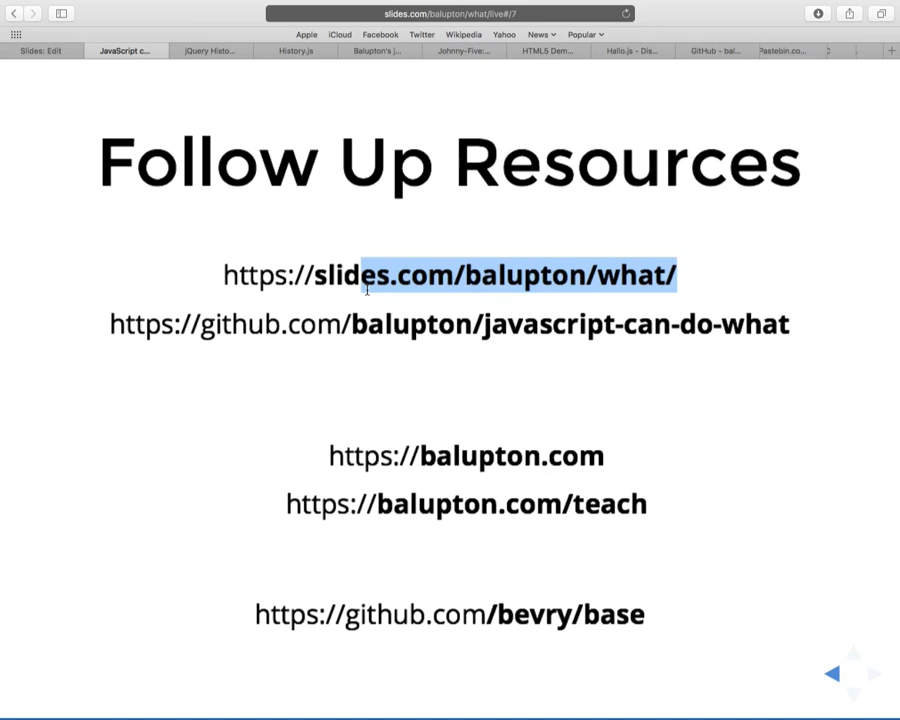 slides.com/balupton/what/live#/7
Apple iCloud Facebook Twitter Wikipedia Yahoo News Popular
Slides: Edit JavaScript c... jQuery Histo... History.js Balupton's j... Johnny-Five:... HTML5 Dem... Hallo.js - Dis... GitHub - bal... Pastebin.co...
Follow Up Resources
https://slides.com/balupton/what/
https://github.com/balupton/javascript-can-do-what
https://balupton.com
https://balupton.com/teach
https://github.com/bevry/base